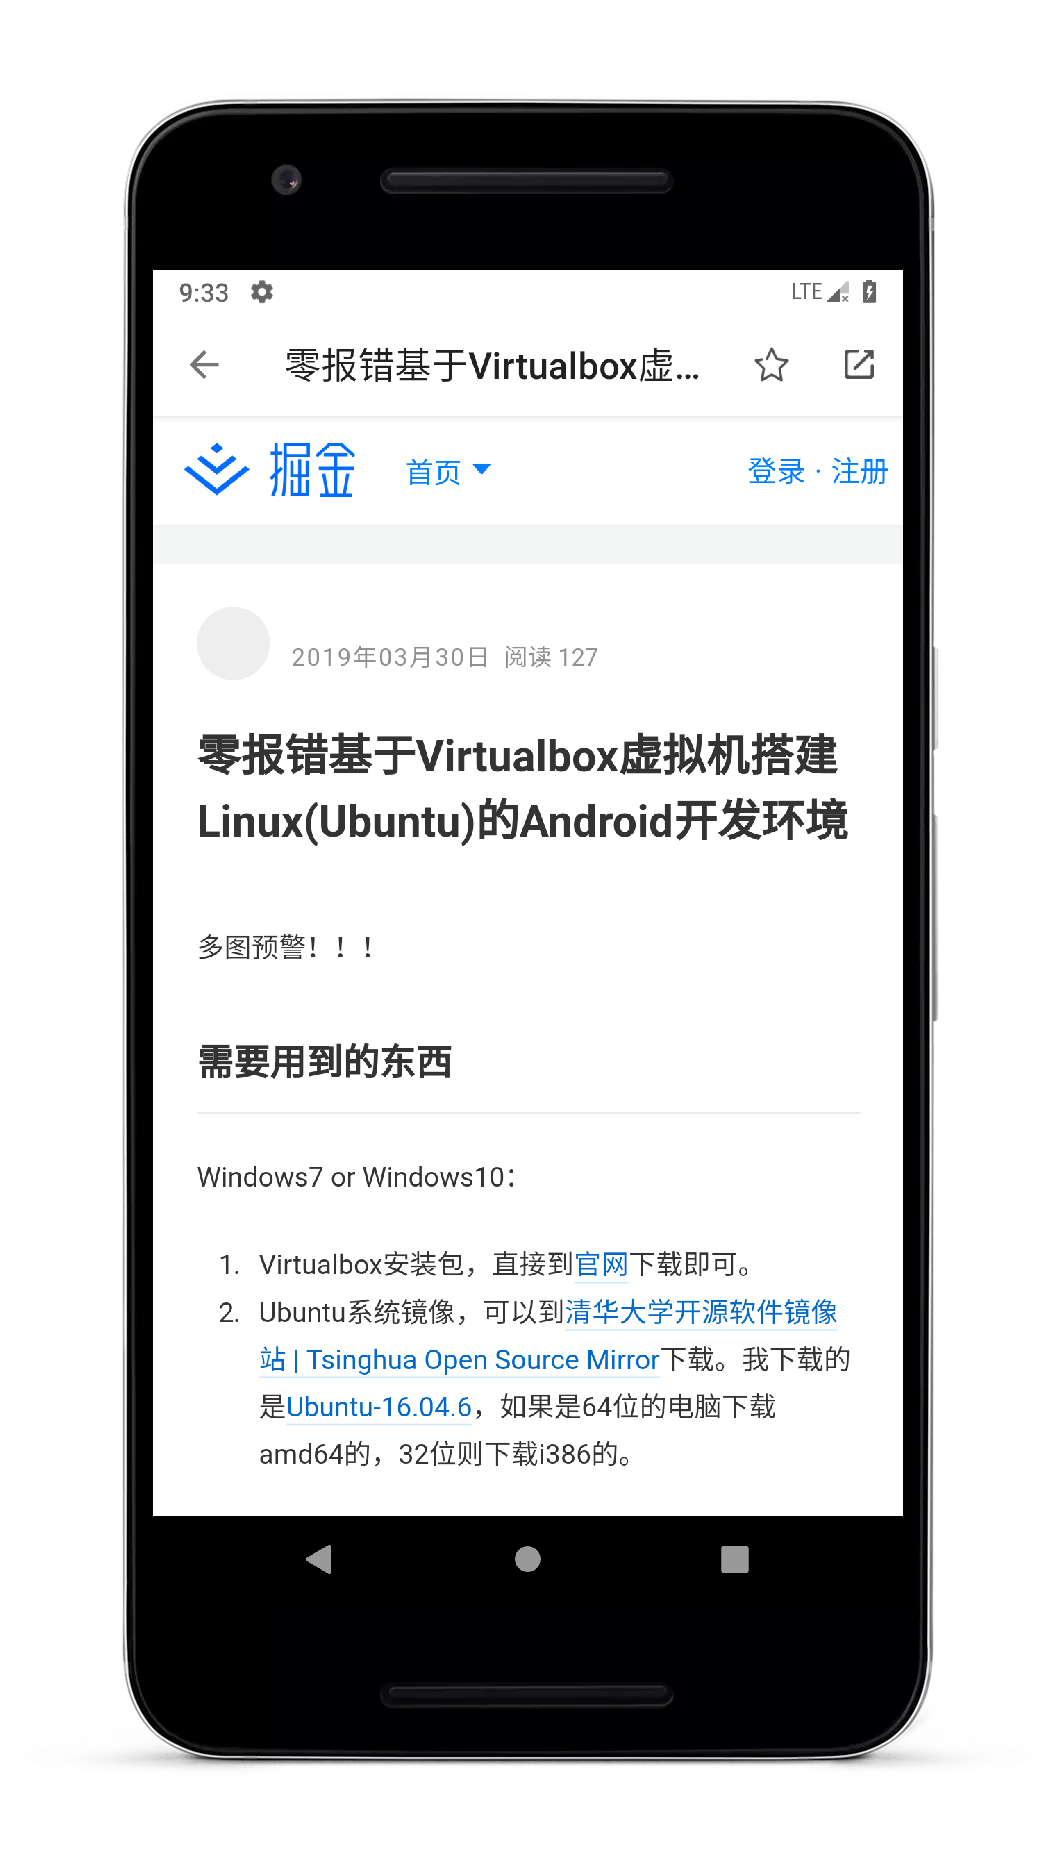 9:33
LTE
零报错基于Virtualbox虚...
掘金
首页
登录 · 注册
2019年03月30日 阅读 127
零报错基于Virtualbox虚拟机搭建
Linux(Ubuntu)的Android开发环境
多图预警！！！
需要用到的东西
Windows7 or Windows10：
1. Virtualbox安装包，直接到官网下载即可。
2. Ubuntu系统镜像，可以到清华大学开源软件镜像
站 | Tsinghua Open Source Mirror下载。我下载的
是Ubuntu-16.04.6，如果是64位的电脑下载
amd64的，32位则下载i386的。